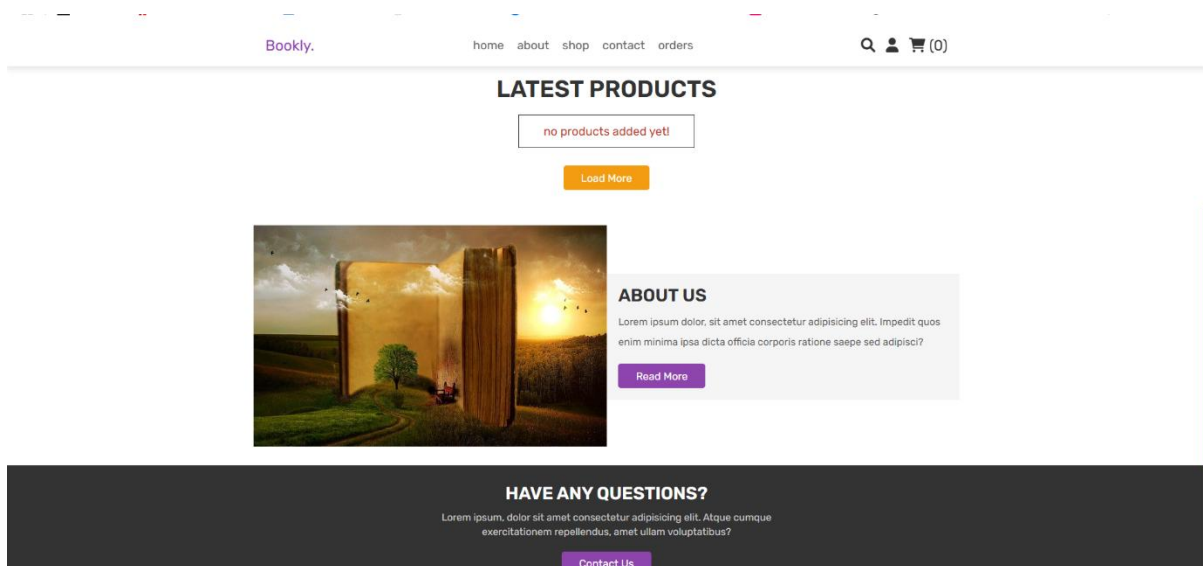 Bookly.
home about shop contact orders
(0)
LATEST PRODUCTS
no products added yet!
Load More
ABOUT US
Lorem ipsum dolor, sit amet consectetur adipisicing elit. Impedit quos
enim minima ipsa dicta officia corporis ratione saepe sed adipisci?
Read More
HAVE ANY QUESTIONS?
Lorem ipsum, dolor sit amet consectetur adipisicing elit. Atque cumque
exercitationem repellendus, amet ullam voluptatibus?
Contact Us